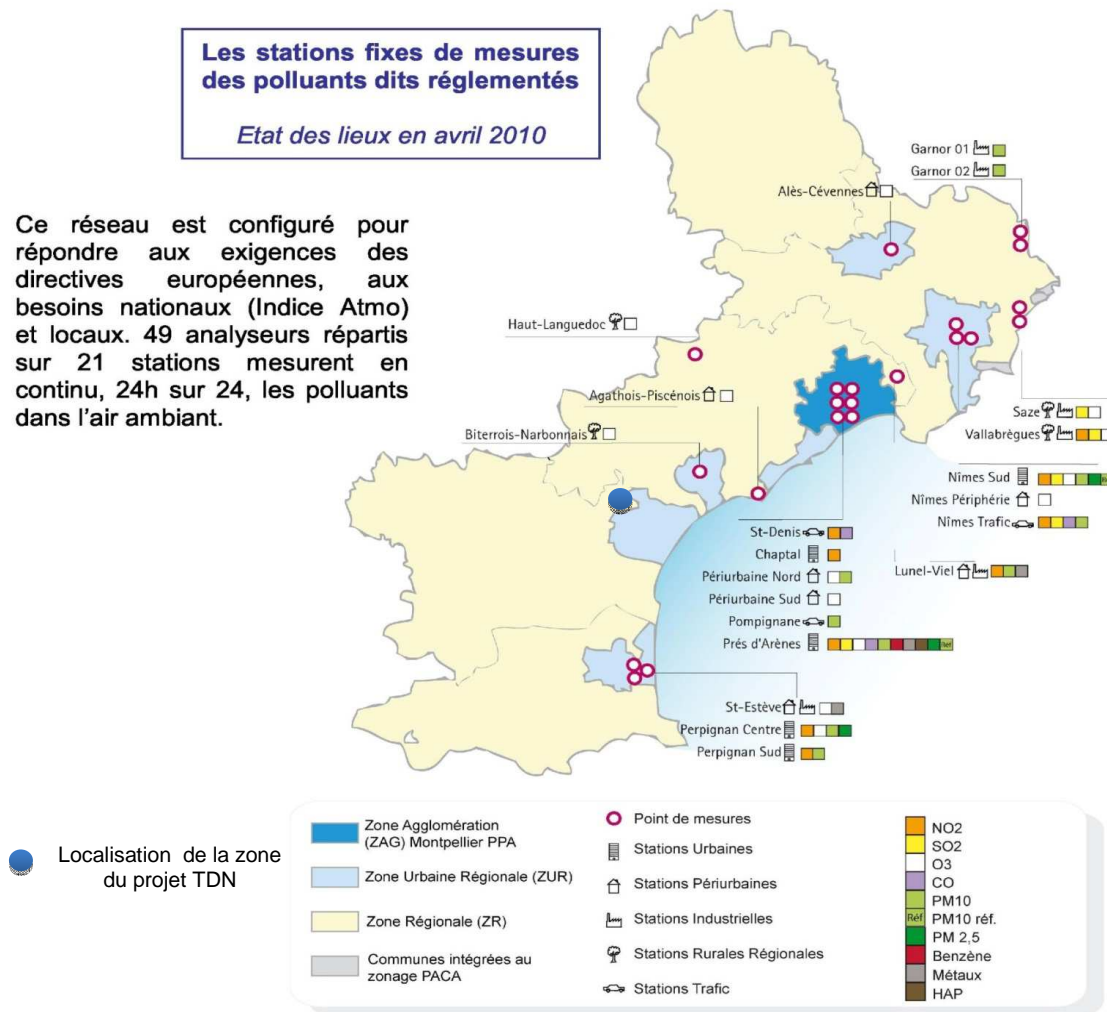 Les stations fixes de mesures
des polluants dits réglementés
Etat des lieux en avril 2010
Ce réseau est configuré pour
répondre aux exigences des
directives européennes, aux
besoins nationaux (Indice Atmo)
et locaux. 49 analyseurs répartis
sur 21 stations mesurent en
continu, 24h sur 24, les polluants
dans l'air ambiant.
Garnor 01
Garnor 02
Alès-Cévennes
Haut-Languedoc
Agathois-Piscénois
Biterrois-Narbonnais
Saze
Vallabrègues
Nîmes Sud
Nîmes Périphérie
Nîmes Trafic
St-Denis
Chaptal
Périurbaine Nord
Périurbaine Sud
Pompignane
Prés d'Arènes
Réf
Lunel-Viel
St-Estève
Perpignan Centre
Perpignan Sud
Localisation de la zone
du projet TDN
Zone Agglomération
(ZAG) Montpellier PPA
Zone Urbaine Régionale (ZUR)
Zone Régionale (ZR)
Communes intégrées au
zonage PACA
Point de mesures
Stations Urbaines
Stations Périurbaines
Stations Industrielles
Stations Rurales Régionales
Stations Trafic
NO2
SO2
O3
CO
PM10
Réf PM10 réf.
PM 2,5
Benzène
Métaux
HAP